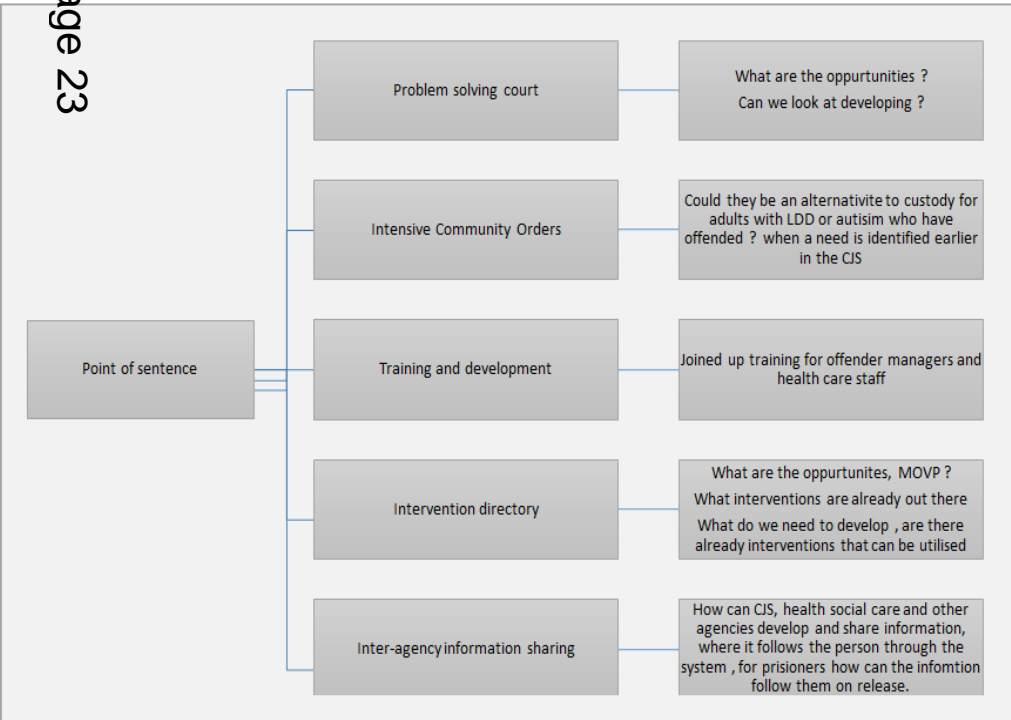 age 23
Problem solving court
What are the oppurtunities ?
Can we look at developing ?
Intensive Community Orders
Could they be an alternativite to custody for
adults with LDD or autisim who have
offended ? when a need is identified earlier
in the CJS
Point of sentence
Training and development
Joined up training for offender managers and
health care staff
Intervention directory
What are the oppurtunites, MOVP ?
What interventions are already out there
What do we need to develop , are there
already interventions that can be utilised
Inter-agency information sharing
How can CJS, health social care and other
agencies develop and share information,
where it follows the person through the
system , for prisioners how can the infomtion
follow them on release.